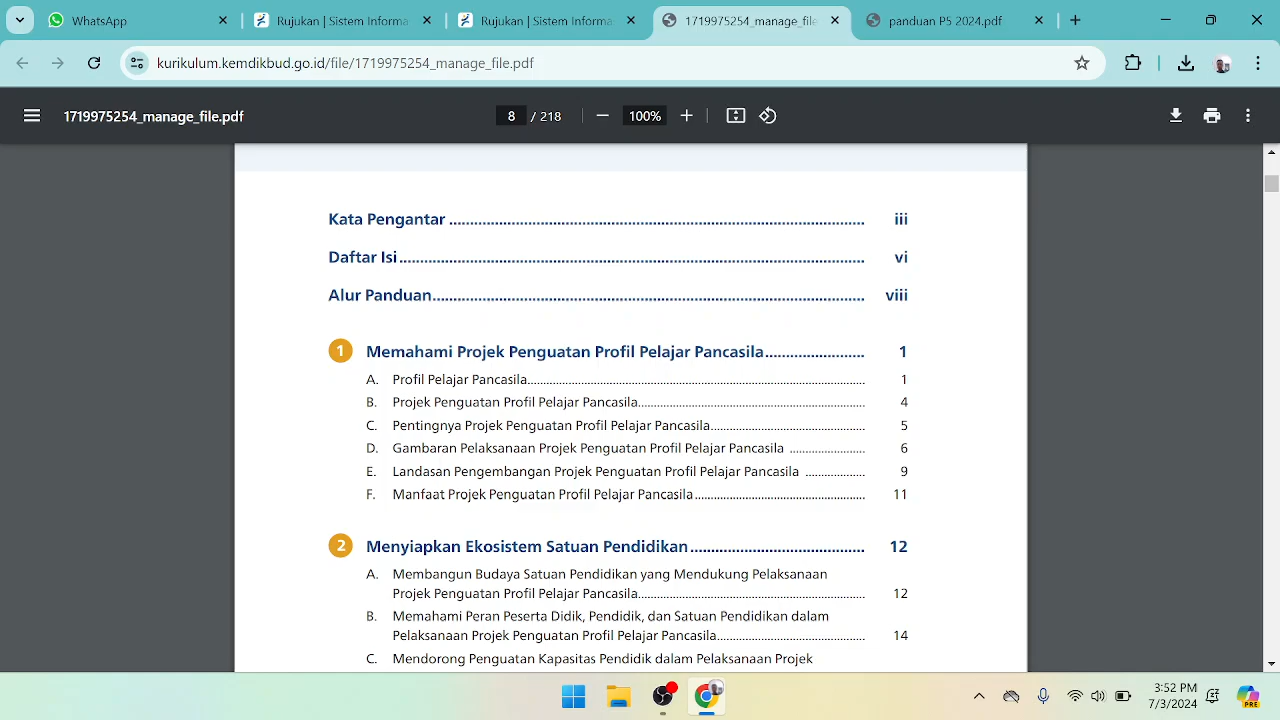 WhatsApp
Rujukan | Sistem Informa
Rujukan | Sistem Informa
1719975254_manage_file
panduan P5 2024.pdf
kurikulum.kemdikbud.go.id/file/1719975254_manage_file.pdf
1719975254_manage_file.pdf
8 / 218
100%
Kata Pengantar ..... iii
Daftar Isi ..... vi
Alur Panduan ..... viii
1 Memahami Projek Penguatan Profil Pelajar Pancasila ..... 1
A. Profil Pelajar Pancasila ..... 1
B. Projek Penguatan Profil Pelajar Pancasila ..... 4
C. Pentingnya Projek Penguatan Profil Pelajar Pancasila ..... 5
D. Gambaran Pelaksanaan Projek Penguatan Profil Pelajar Pancasila ..... 6
E. Landasan Pengembangan Projek Penguatan Profil Pelajar Pancasila ..... 9
F. Manfaat Projek Penguatan Profil Pelajar Pancasila ..... 11
2 Menyiapkan Ekosistem Satuan Pendidikan ..... 12
A. Membangun Budaya Satuan Pendidikan yang Mendukung Pelaksanaan
Projek Penguatan Profil Pelajar Pancasila ..... 12
B. Memahami Peran Peserta Didik, Pendidik, dan Satuan Pendidikan dalam
Pelaksanaan Projek Penguatan Profil Pelajar Pancasila ..... 14
C. Mendorong Penguatan Kapasitas Pendidik dalam Pelaksanaan Projek
3:52 PM
7/3/2024
PRE